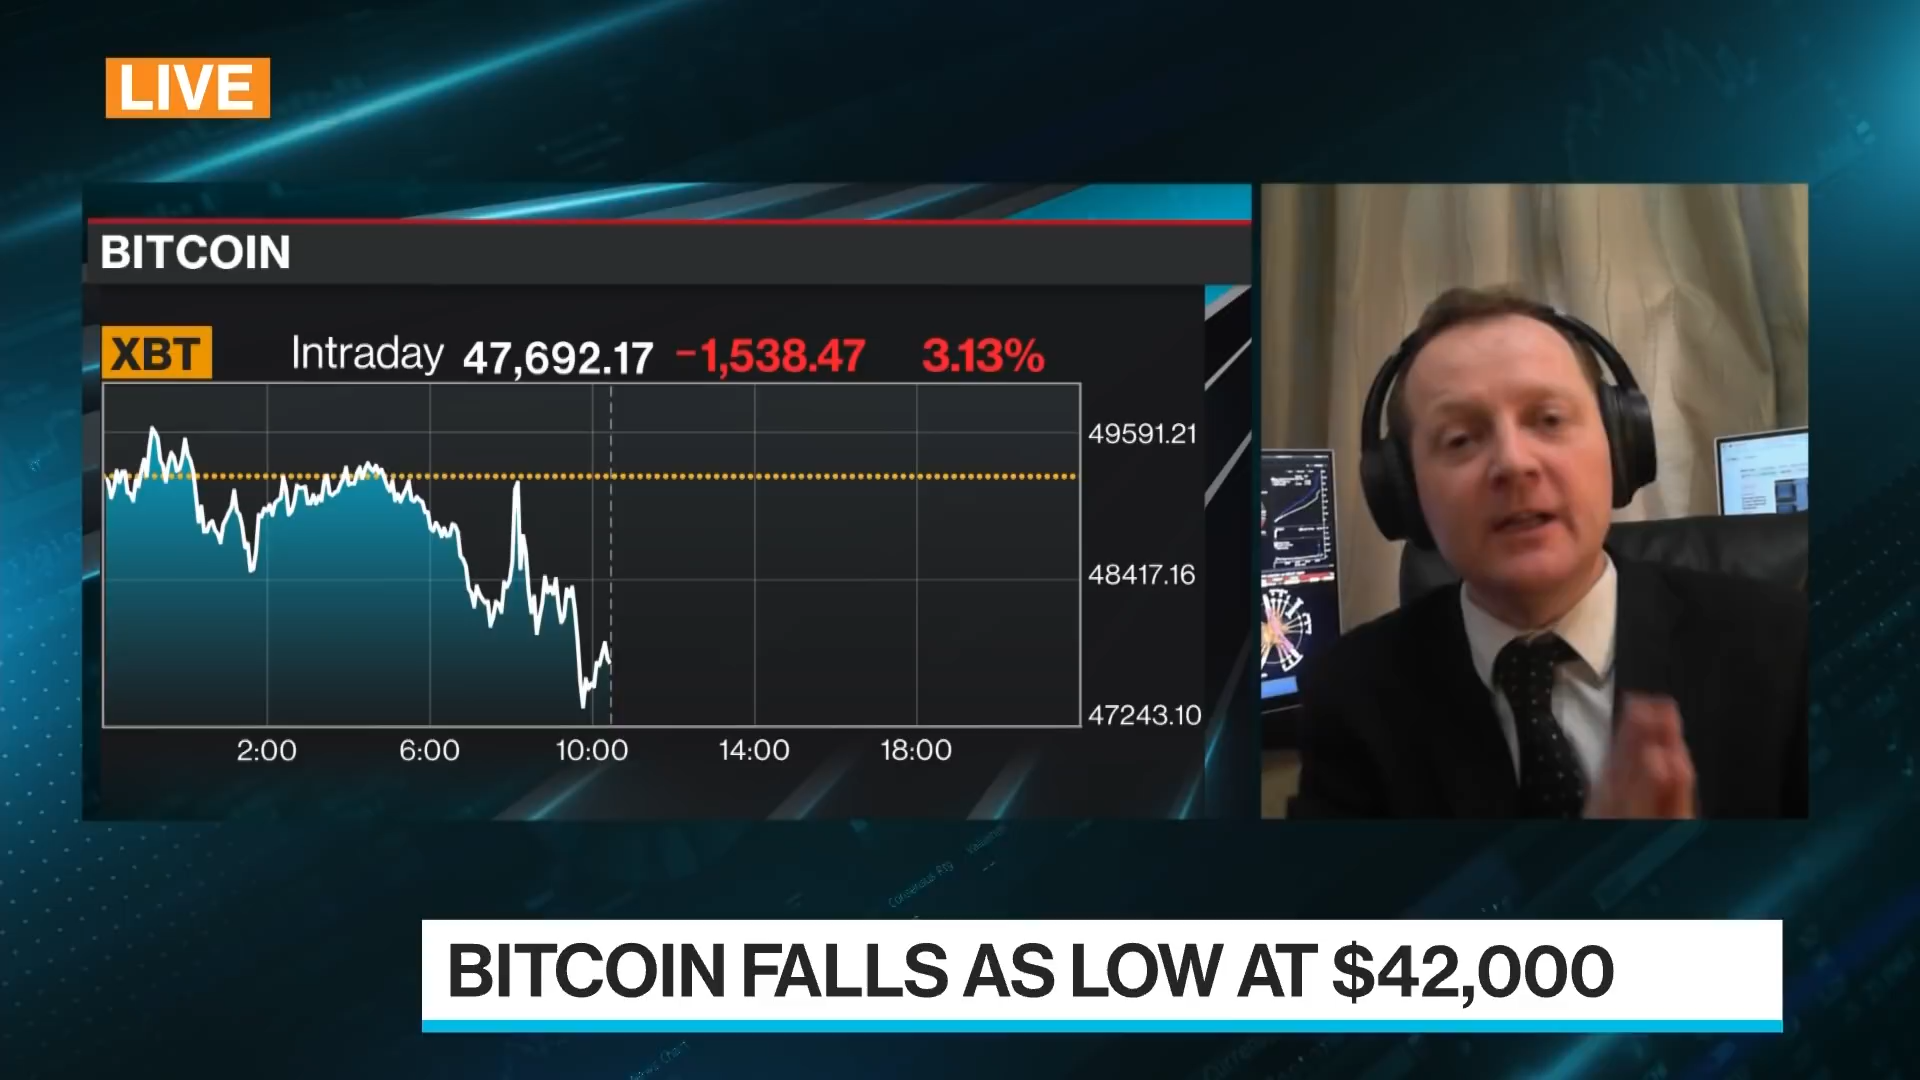 LIVE
BITCOIN
XBT Intraday 47,692.17 -1,538.47 3.13%
49591.21
48417.16
47243.10
2:00 6:00 10:00 14:00 18:00
BITCOIN FALLS AS LOW AT $42,000